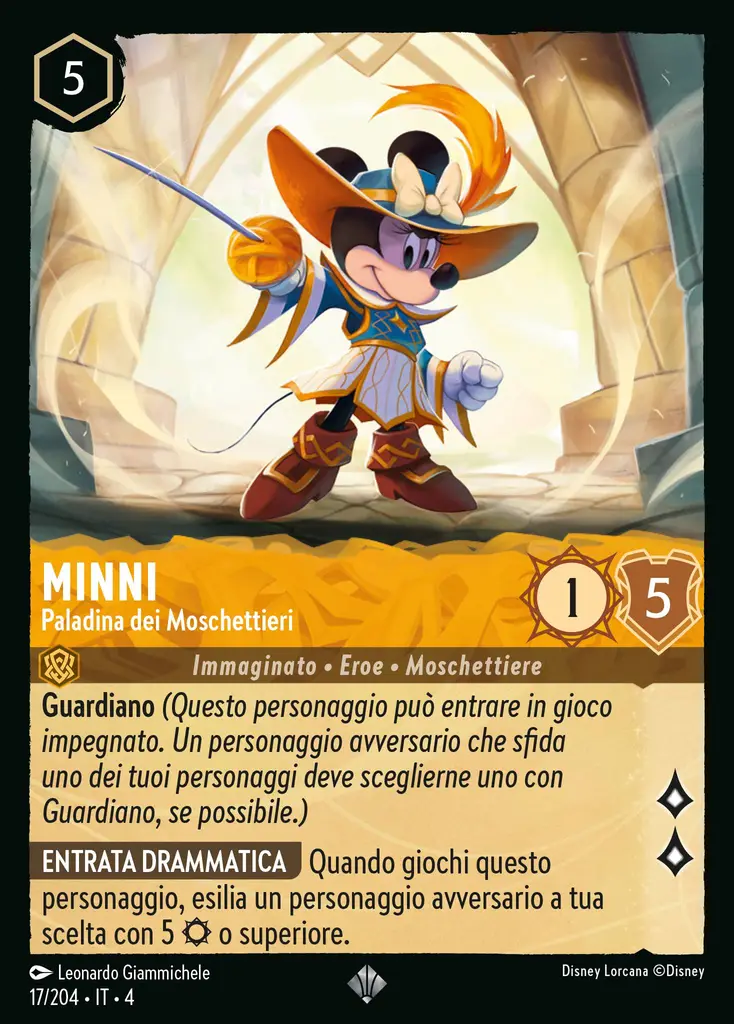 5
MINNI
Paladina dei Moschettieri
1
5
Immaginato • Eroe • Moschettiere
Guardiano (Questo personaggio può entrare in gioco
impegnato. Un personaggio avversario che sfida
uno dei tuoi personaggi deve sceglierne uno con
Guardiano, se possibile.)
ENTRATA DRAMMATICA Quando giochi questo
personaggio, esilia un personaggio avversario a tua
scelta con 5 o superiore.
Leonardo Giammichele
Disney Lorcana ©Disney
17/204 • IT • 4